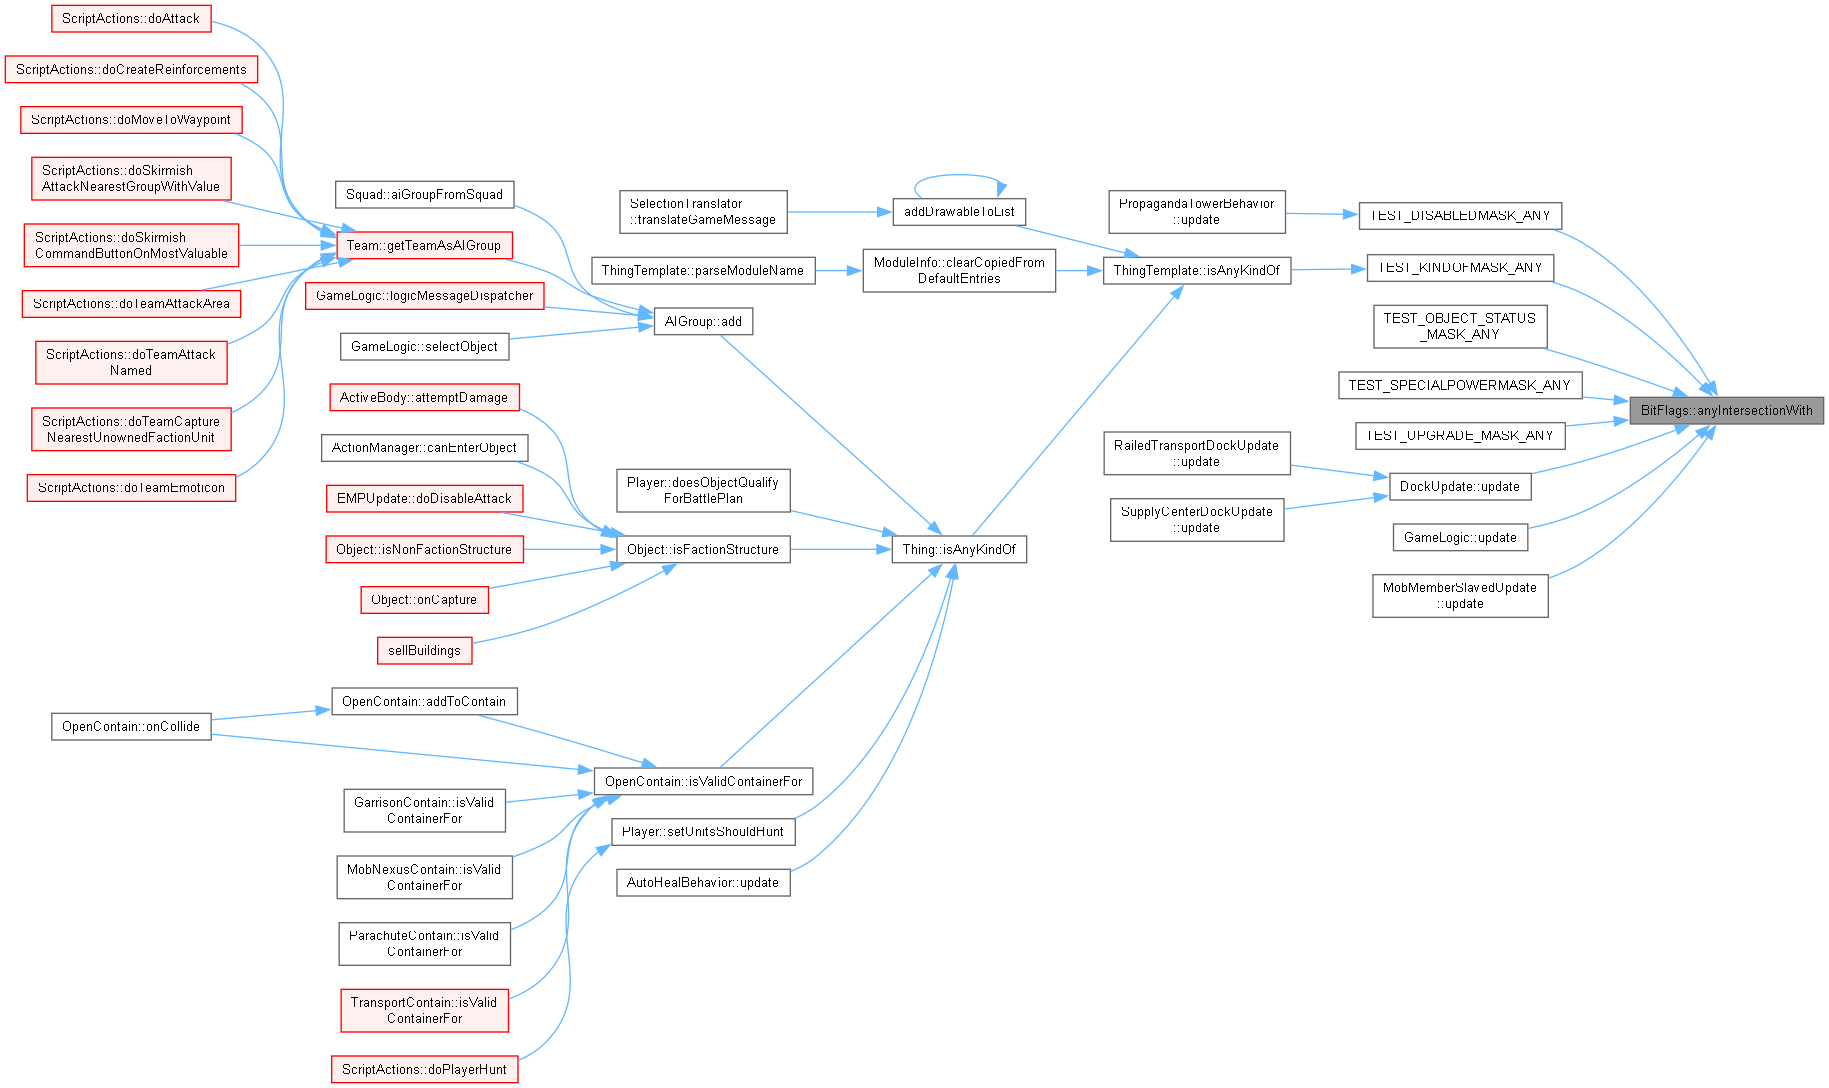 ScriptActions::doAttack
ScriptActions::doCreateReinforcements
ScriptActions::doMoveToWaypoint
ScriptActions::doSkirmish
AttackNearestGroupWithValue
ScriptActions::doSkirmish
CommandButtonOnMostValuable
ScriptActions::doTeamAttackArea
ScriptActions::doTeamAttack
Named
ScriptActions::doTeamCapture
NearestUnownedFactionUnit
ScriptActions::doTeamEmoticon
OpenContain::onCollide
Squad::aiGroupFromSquad
Team::getTeamAsAIGroup
GameLogic::logicMessageDispatcher
GameLogic::selectObject
ActiveBody::attemptDamage
ActionManager::canEnterObject
EMPUpdate::doDisableAttack
Object::isNonFactionStructure
Object::onCapture
sellBuildings
OpenContain::addToContain
GarrisonContain::isValid
ContainerFor
MobNexusContain::isValid
ContainerFor
ParachuteContain::isValid
ContainerFor
TransportContain::isValid
ContainerFor
ScriptActions::doPlayerHunt
SelectionTranslator
::translateGameMessage
ThingTemplate::parseModuleName
AIGroup::add
Player::doesObjectQualify
ForBattlePlan
Object::isFactionStructure
OpenContain::isValidContainerFor
Player::setUnitsShouldHunt
AutoHealBehavior::update
addDrawableToList
ModuleInfo::clearCopiedFrom
DefaultEntries
Thing::isAnyKindOf
PropagandaTowerBehavior
::update
ThingTemplate::isAnyKindOf
RailedTransportDockUpdate
::update
SupplyCenterDockUpdate
::update
TEST_DISABLEDMASK_ANY
TEST_KINDOFMASK_ANY
TEST_OBJECT_STATUS
_MASK_ANY
TEST_SPECIALPOWERMASK_ANY
TEST_UPGRADE_MASK_ANY
DockUpdate::update
GameLogic::update
MobMemberSlavedUpdate
::update
BitFlags::anyIntersectionWith